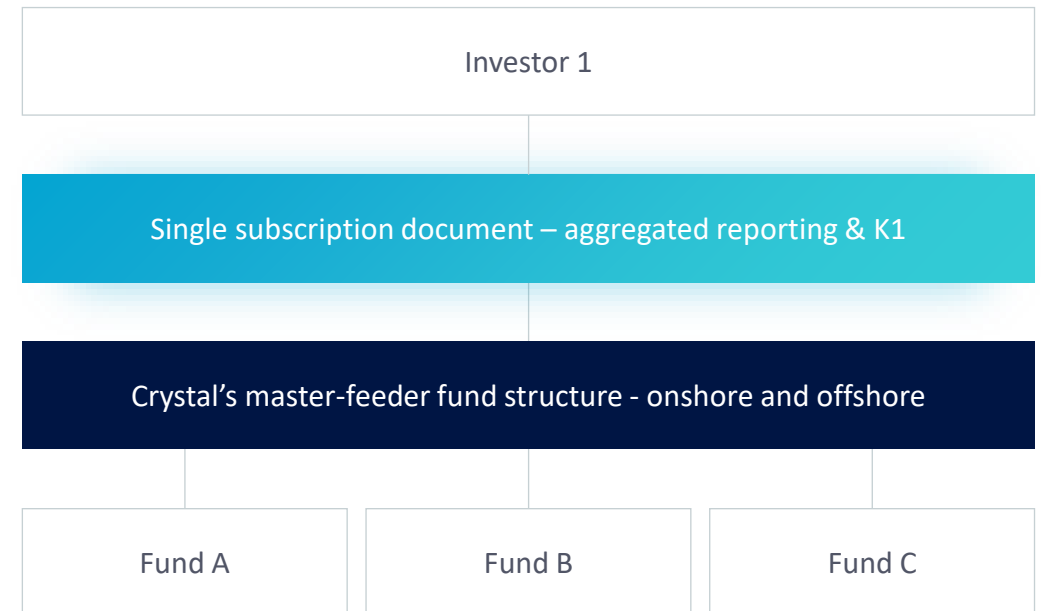 Investor 1
Single subscription document – aggregated reporting & K1
Crystal’s master-feeder fund structure - onshore and offshore
Fund A
Fund B
Fund C